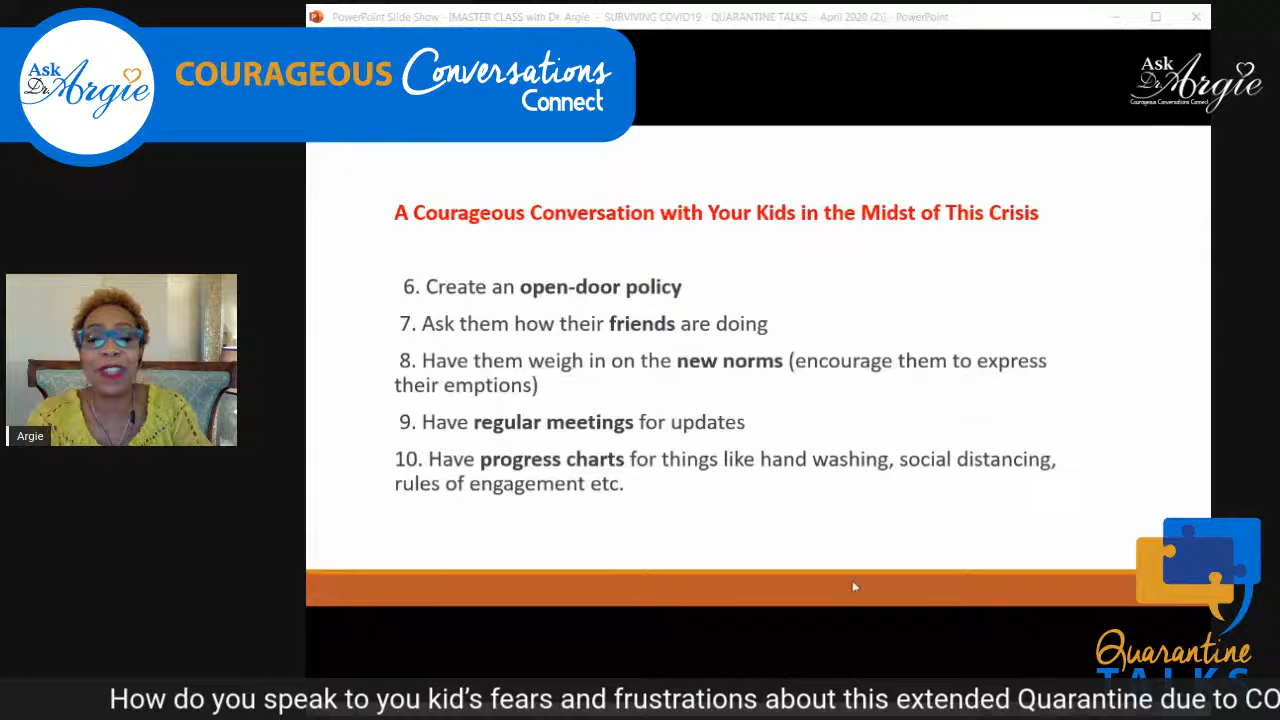 PowerPoint Slide Show - [MASTER CLASS with Dr. Argie - SURVIVING COVID19 - QUARANTINE TALKS - April 2020 (2)] - PowerPoint
Ask
Dr. Argie
COURAGEOUS Conversations
Connect
Ask
Dr. Argie
Courageous Conversations Connect
A Courageous Conversation with Your Kids in the Midst of This Crisis
6. Create an open-door policy
7. Ask them how their friends are doing
8. Have them weigh in on the new norms (encourage them to express
their emptions)
9. Have regular meetings for updates
10. Have progress charts for things like hand washing, social distancing,
rules of engagement etc.
Argie
Quarantine
TALKS
How do you speak to you kid's fears and frustrations about this extended Quarantine due to CO